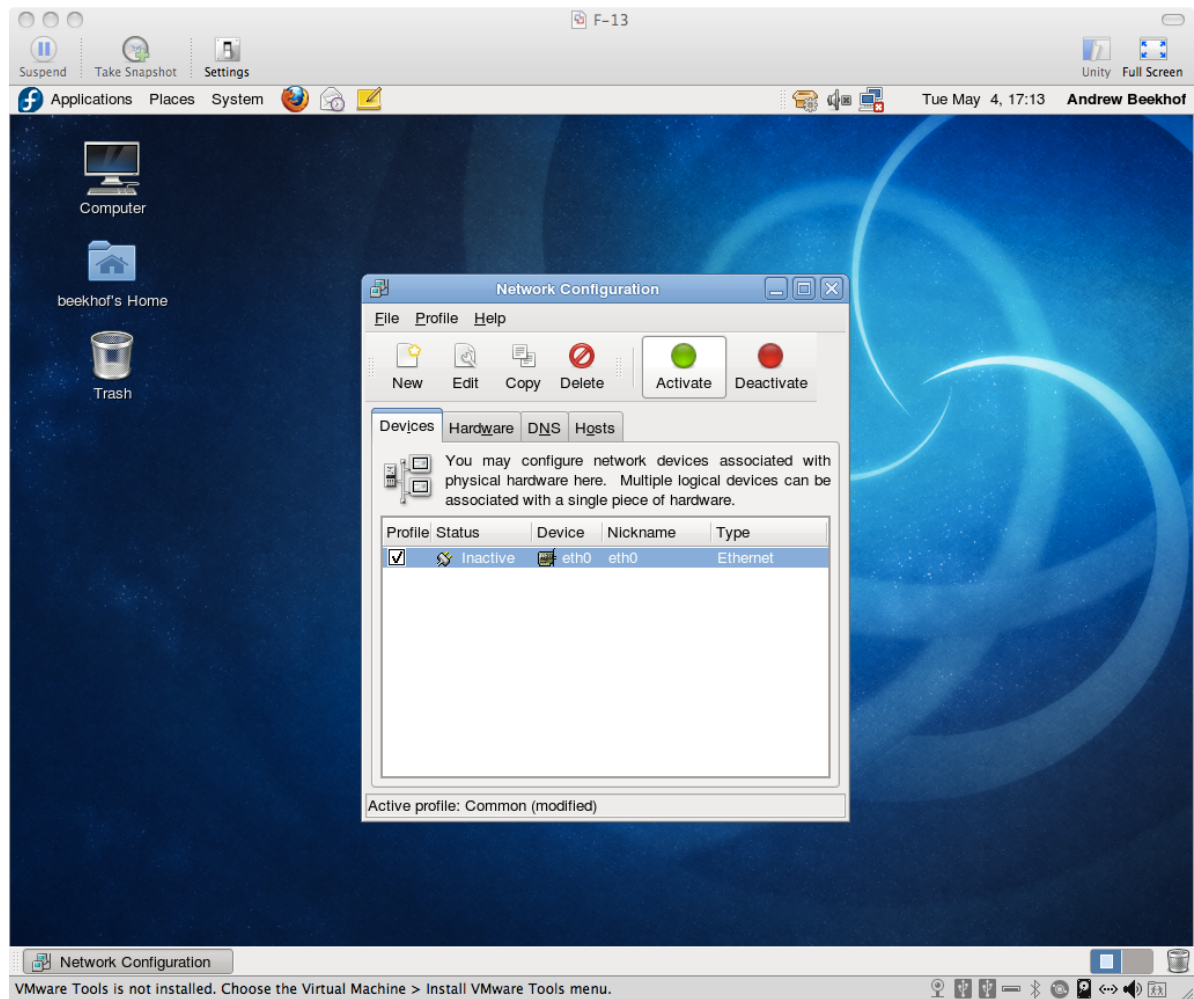 F-13
Suspend Take Snapshot Settings Unity Full Screen
Applications Places System Tue May 4, 17:13 Andrew Beekhof
Computer
beekhof's Home
Trash
Network Configuration
File Profile Help
New Edit Copy Delete Activate Deactivate
Devices Hardware DNS Hosts
You may configure network devices associated with
physical hardware here. Multiple logical devices can be
associated with a single piece of hardware.
Profile Status Device Nickname Type
Inactive eth0 eth0 Ethernet
Active profile: Common (modified)
Network Configuration
VMware Tools is not installed. Choose the Virtual Machine > Install VMware Tools menu.